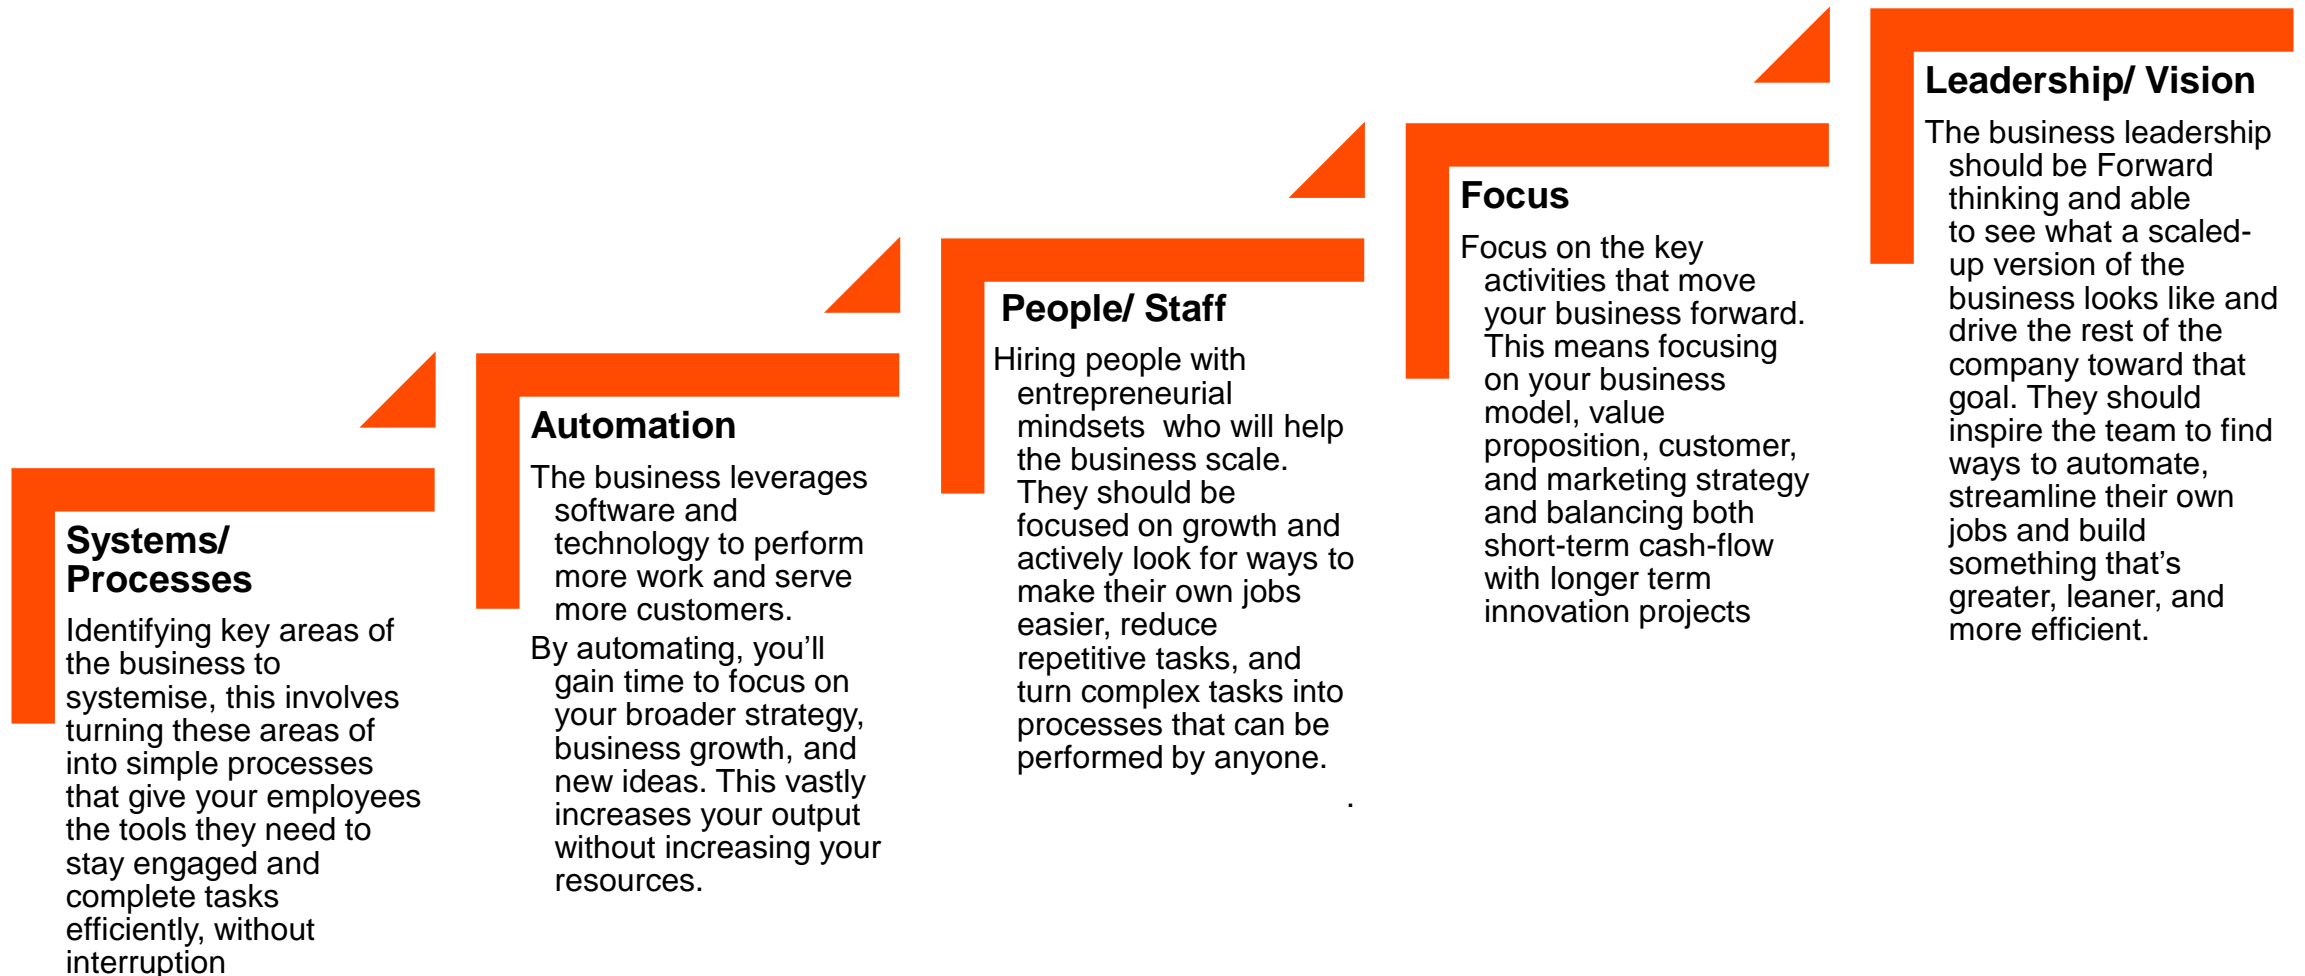 Systems/
Processes
Identifying key areas of
the business to
systemise, this involves
turning these areas of
into simple processes
that give your employees
the tools they need to
stay engaged and
complete tasks
efficiently, without
interruption
Automation
The business leverages
software and
technology to perform
more work and serve
more customers.
By automating, you’ll
gain time to focus on
your broader strategy,
business growth, and
new ideas. This vastly
increases your output
without increasing your
resources.
People/ Staff
Hiring people with
entrepreneurial
mindsets  who will help
the business scale.
They should be
focused on growth and
actively look for ways to
make their own jobs
easier, reduce
repetitive tasks, and
turn complex tasks into
processes that can be
performed by anyone.
.
Focus
Focus on the key
activities that move
your business forward.
This means focusing
on your business
model, value
proposition, customer,
and marketing strategy
and balancing both
short-term cash-flow
with longer term
innovation projects
Leadership/ Vision
The business leadership
should be Forward
thinking and able
to see what a scaled-
up version of the
business looks like and
drive the rest of the
company toward that
goal. They should
inspire the team to find
ways to automate,
streamline their own
jobs and build
something that’s
greater, leaner, and
more efficient.